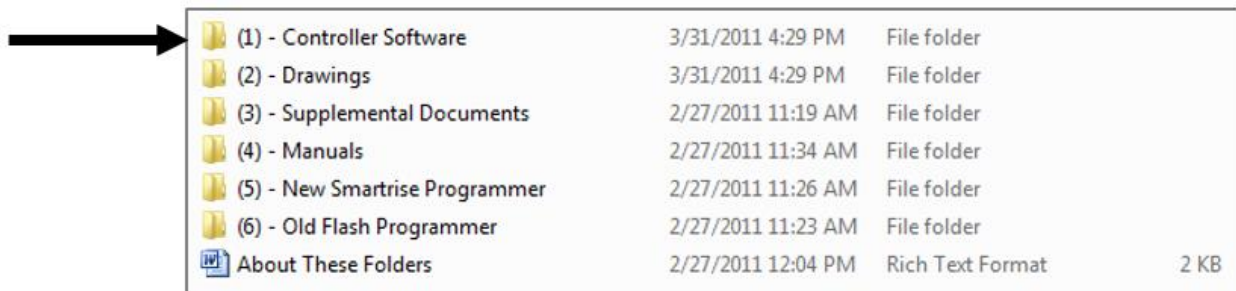 (1) - Controller Software 3/31/2011 4:29 PM File folder
(2) - Drawings 3/31/2011 4:29 PM File folder
(3) - Supplemental Documents 2/27/2011 11:19 AM File folder
(4) - Manuals 2/27/2011 11:34 AM File folder
(5) - New Smartrise Programmer 2/27/2011 11:26 AM File folder
(6) - Old Flash Programmer 2/27/2011 11:23 AM File folder
About These Folders 2/27/2011 12:04 PM Rich Text Format 2 KB